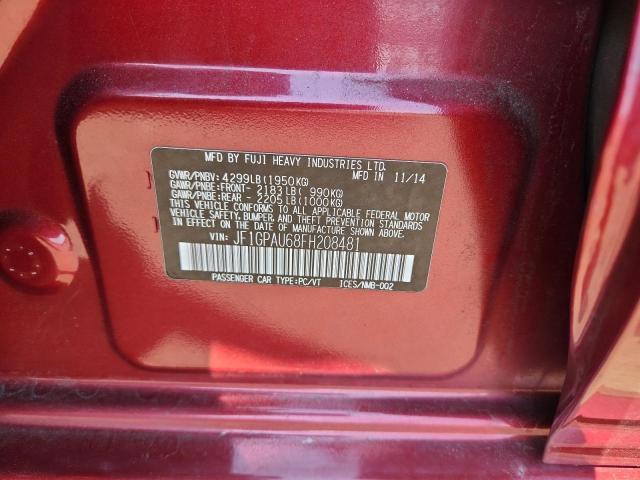 MFD BY FUJI HEAVY INDUSTRIES LTD.
GVWR/PNBV: 4299LB(1950KG) MFD IN 11/14
GAWR/PNBE:FRONT- 2183LB( 990KG)
GAWR/PNBE:REAR - 2205LB(1000KG)
THIS VEHICLE CONFORMS TO ALL APPLICABLE FEDERAL MOTOR
VEHICLE SAFETY, BUMPER, AND THEFT PREVENTION STANDARDS
IN EFFECT ON THE DATE OF MANUFACTURE SHOWN ABOVE.
VIN: JF1GPAU68FH208481
PASSENGER CAR TYPE:PC/VT ICES/NMB-002